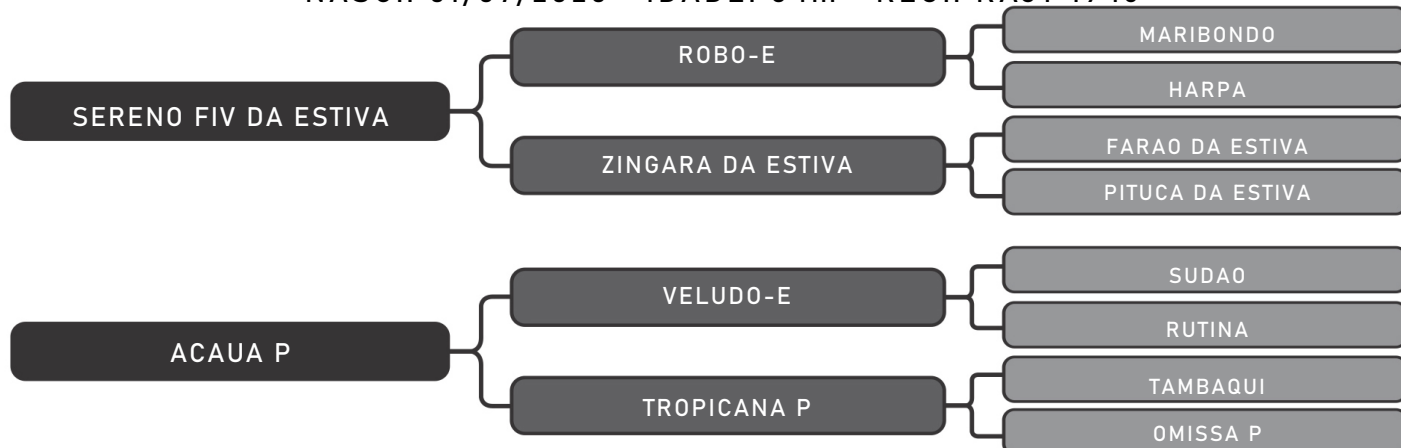 ROBO-E
MARIBONDO
HARPA
SERENO FIV DA ESTIVA
ZINGARA DA ESTIVA
FARAO DA ESTIVA
PITUCA DA ESTIVA
VELUDO-E
SUDAO
RUTINA
ACAUA P
TROPICANA P
TAMBAQUI
OMISSA P